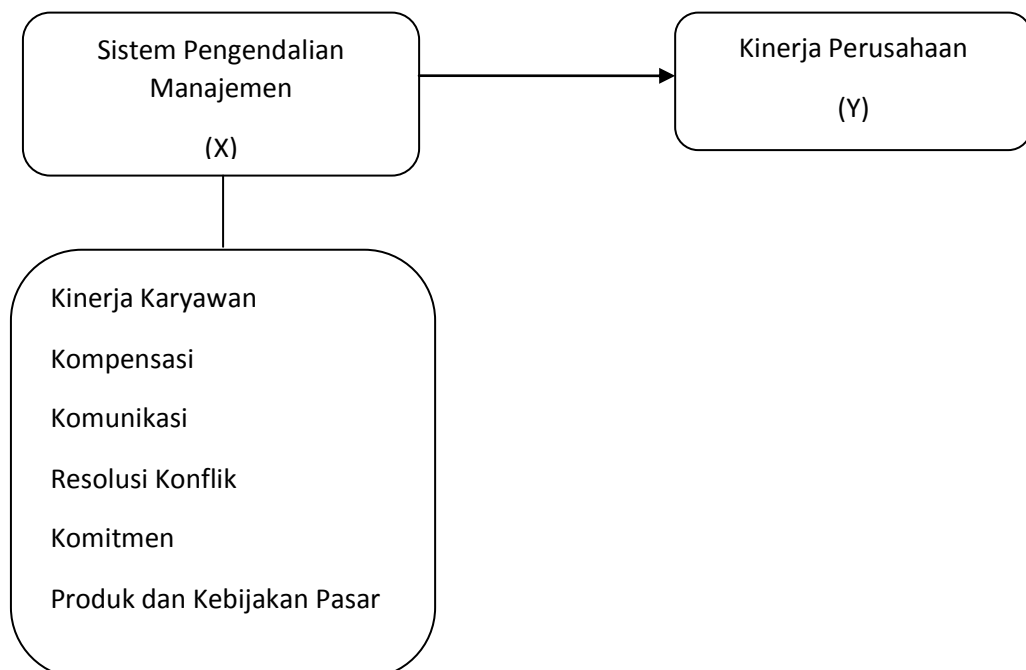 Sistem Pengendalian
Manajemen
(X)
Kinerja Perusahaan
(Y)
Kinerja Karyawan
Kompensasi
Komunikasi
Resolusi Konflik
Komitmen
Produk dan Kebijakan Pasar